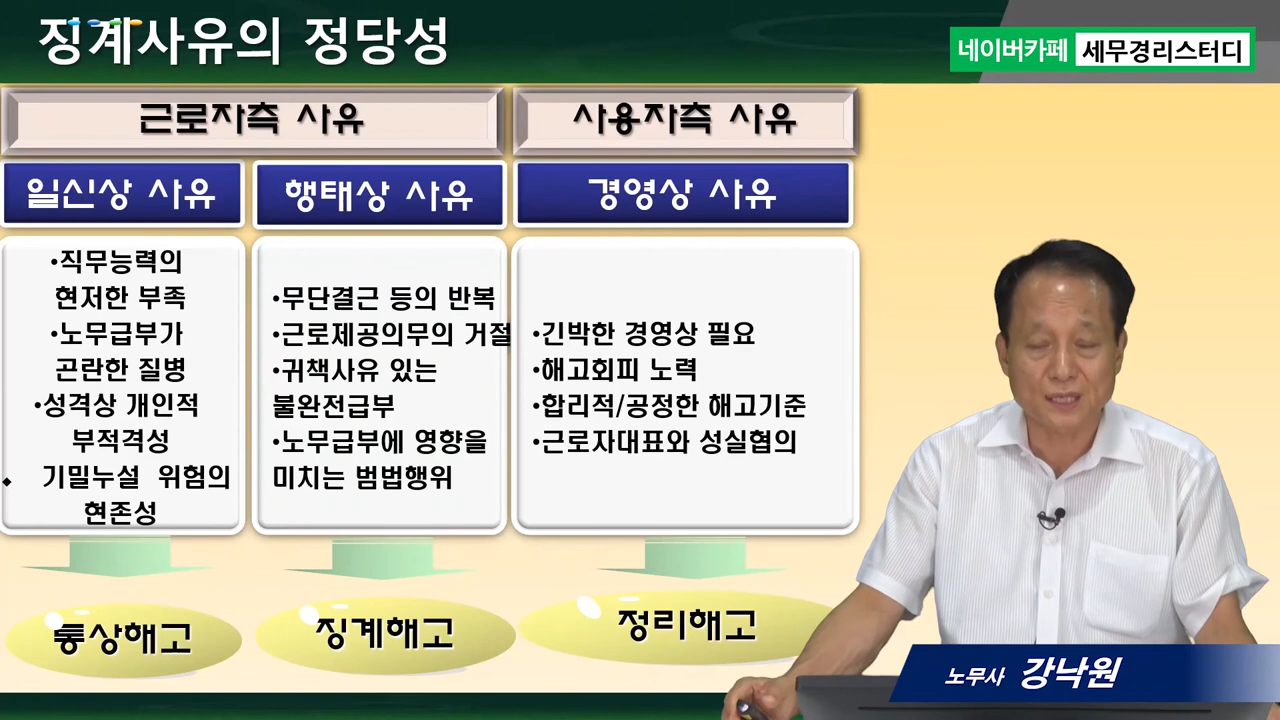 징계사유의 정당성
네이버카페 세무경리스터디
근로자측 사유
사용자측 사유
일신상 사유
행태상 사유
경영상 사유
•직무능력의
현저한 부족
•노무급부가
곤란한 질병
•성격상 개인적
부적격성
◆ 기밀누설 위험의
현존성
•무단결근 등의 반복
•근로제공의무의 거절
•귀책사유 있는
불완전급부
•노무급부에 영향을
미치는 범법행위
•긴박한 경영상 필요
•해고회피 노력
•합리적/공정한 해고기준
•근로자대표와 성실협의
통상해고
징계해고
정리해고
노무사 강낙원